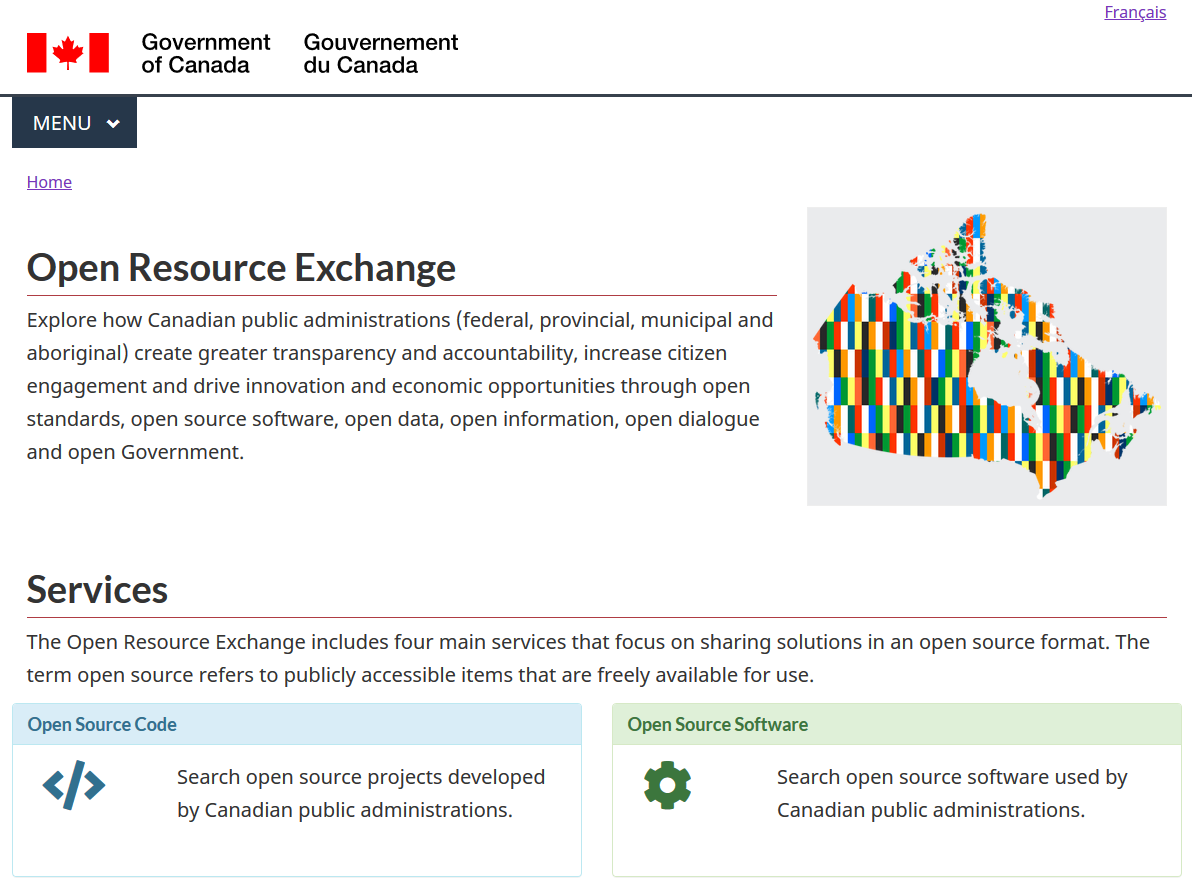 Français
Government
of Canada
Gouvernement
du Canada
MENU
Home
Open Resource Exchange
Explore how Canadian public administrations (federal, provincial, municipal and
aboriginal) create greater transparency and accountability, increase citizen
engagement and drive innovation and economic opportunities through open
standards, open source software, open data, open information, open dialogue
and open Government.
Services
The Open Resource Exchange includes four main services that focus on sharing solutions in an open source format. The
term open source refers to publicly accessible items that are freely available for use.
Open Source Code
Search open source projects developed
by Canadian public administrations.
Open Source Software
Search open source software used by
Canadian public administrations.